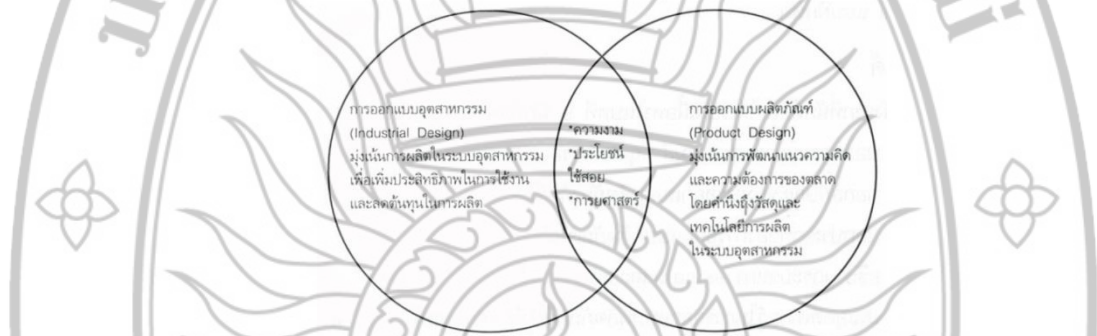 การออกแบบอุตสาหกรรม
(Industrial Design)
มุ่งเน้นการผลิตในระบบอุตสาหกรรม
เพื่อเพิ่มประสิทธิภาพในการใช้งาน
และลดต้นทุนในการผลิต
*ความงาม
*ประโยชน์
ใช้สอย
*การยศาสตร์
การออกแบบผลิตภัณฑ์
(Product Design)
มุ่งเน้นการพัฒนาแนวความคิด
และความต้องการของตลาด
โดยคำนึงถึงวัสดุและ
เทคโนโลยีการผลิต
ในระบบอุตสาหกรรม